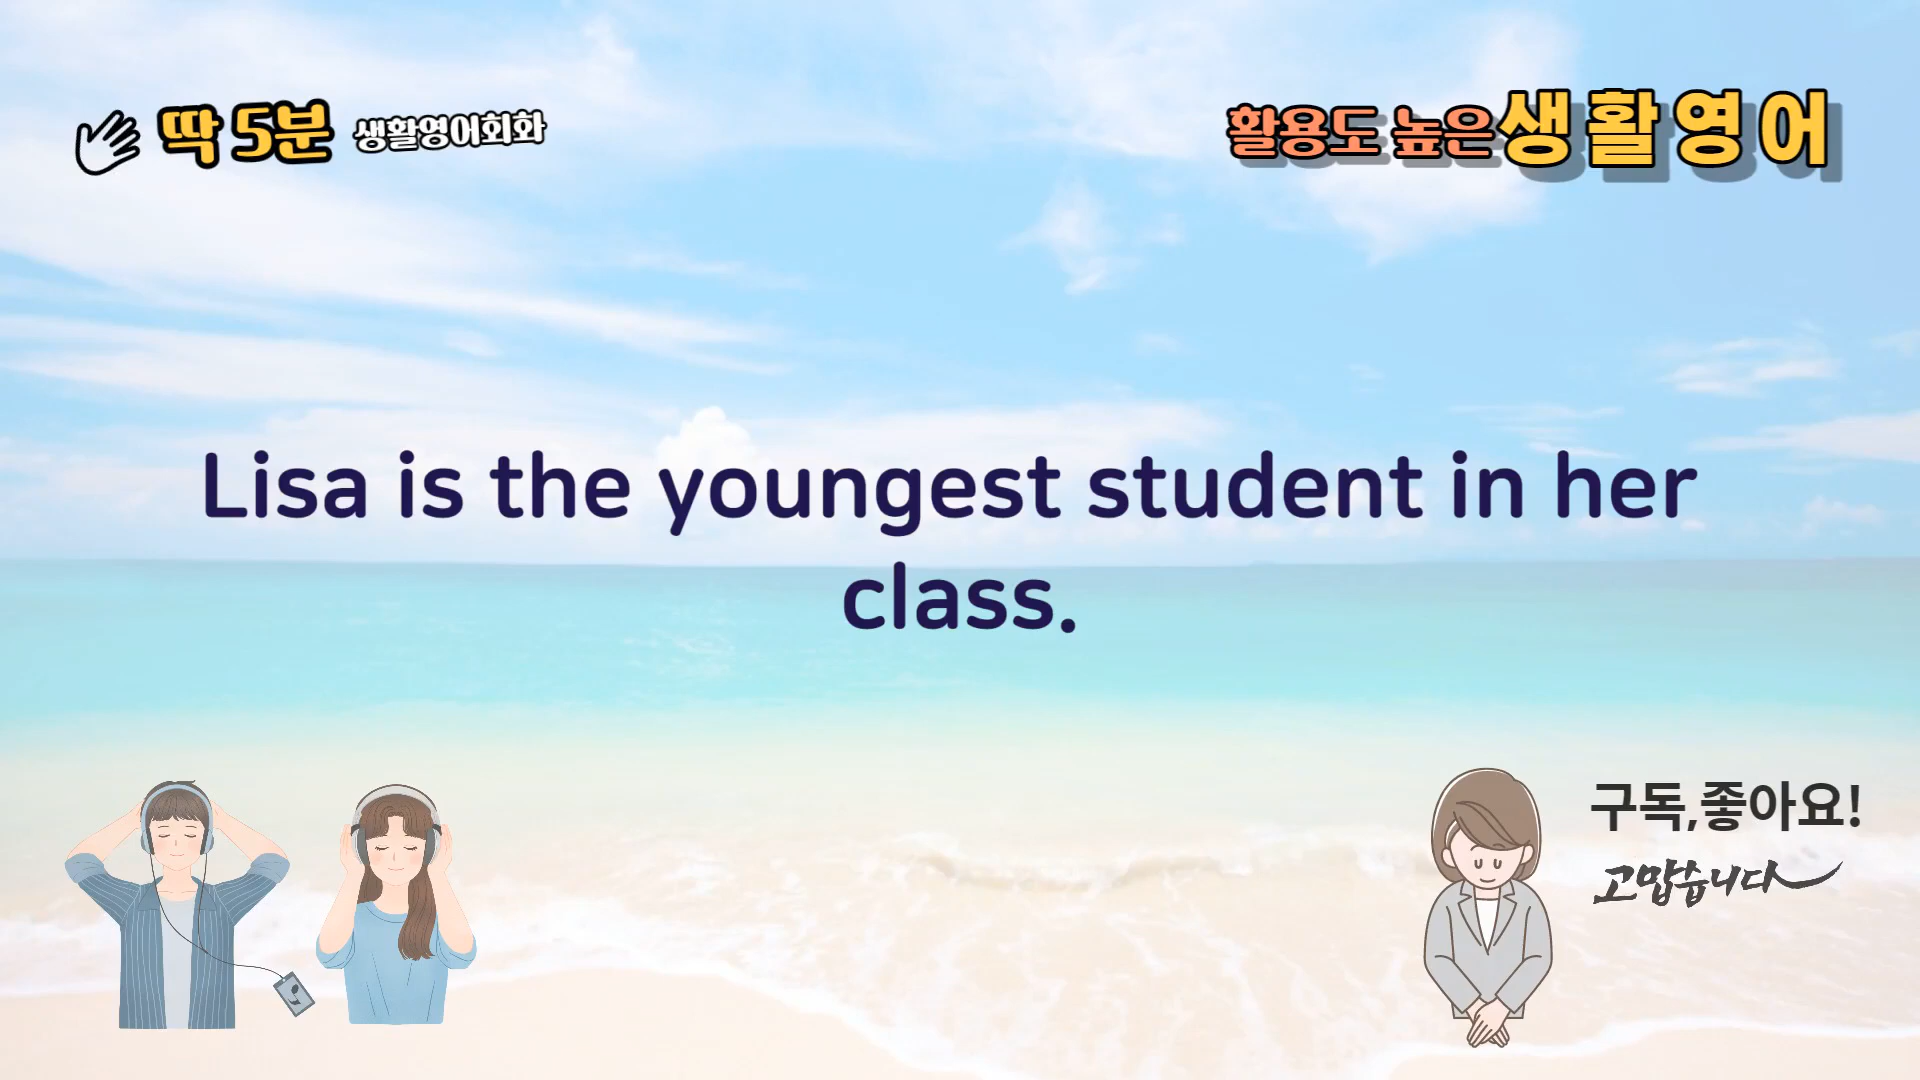 딱 5분 생활영어회화
활용도 높은 생활영어
Lisa is the youngest student in her
class.
구독,좋아요!
고맙습니다